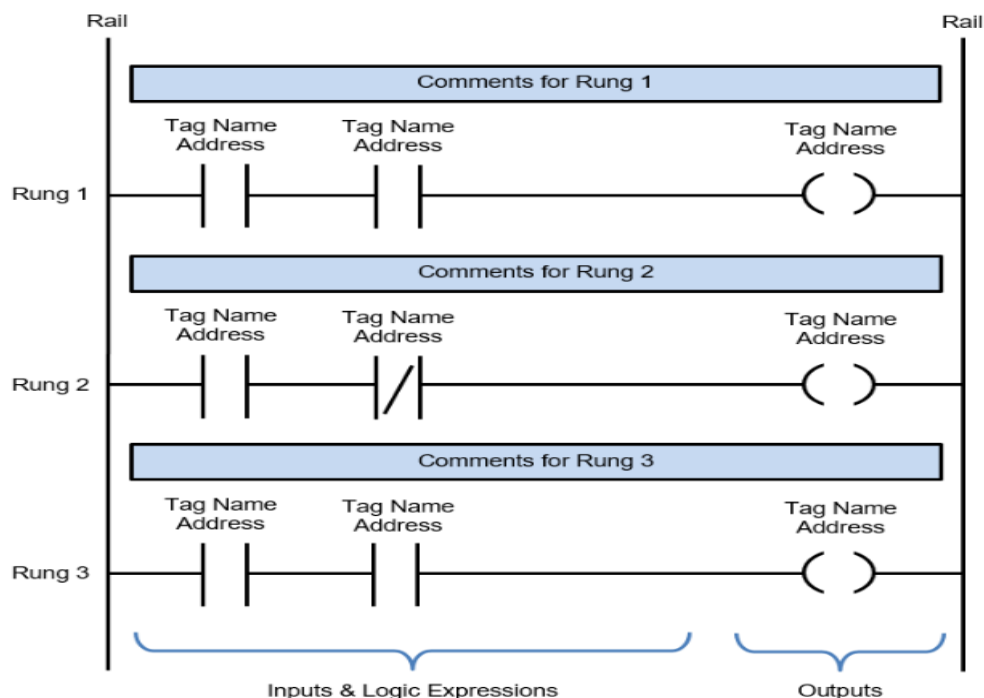 Rail
Rail
Comments for Rung 1
Tag Name
Address
Tag Name
Address
Tag Name
Address
Rung 1
Comments for Rung 2
Tag Name
Address
Tag Name
Address
Tag Name
Address
Rung 2
Comments for Rung 3
Tag Name
Address
Tag Name
Address
Tag Name
Address
Rung 3
Inputs & Logic Expressions
Outputs